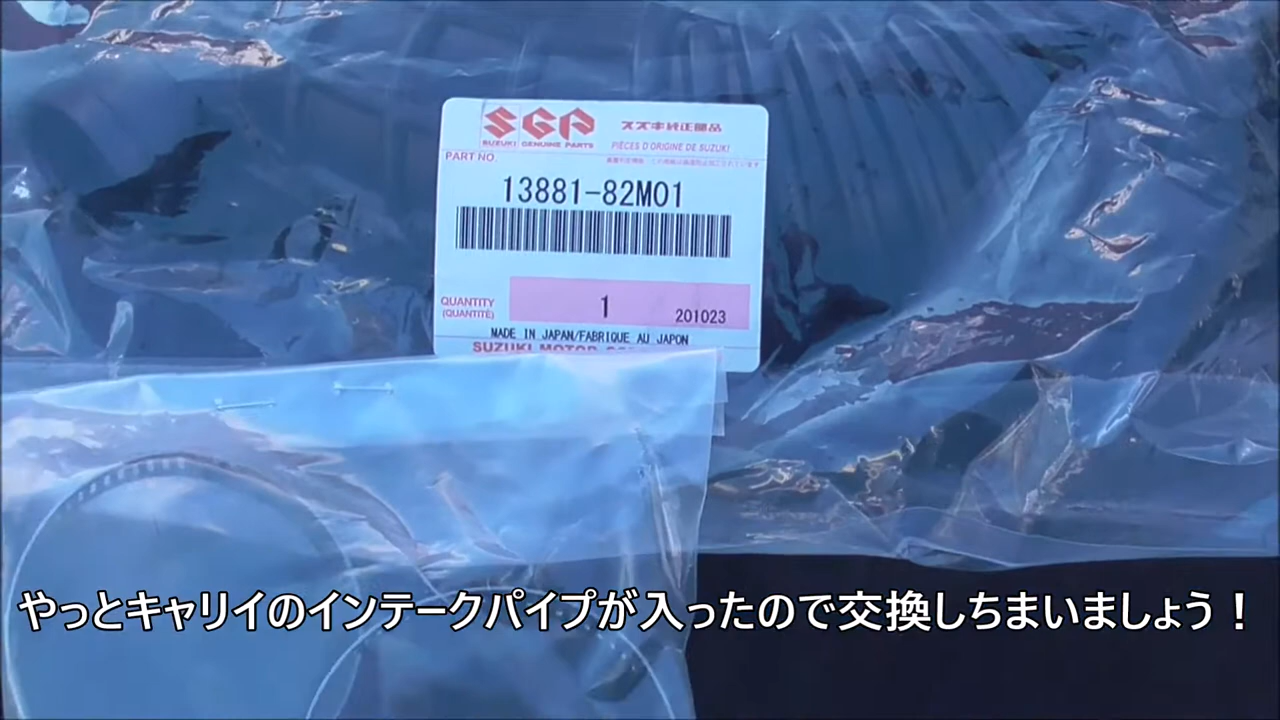 SGP
スズキ純正部品
SUZUKI GENUINE PARTS
PIÈCES D'ORIGINE DE SUZUKI
PART NO.
13881-82M01
QUANTITY
(QUANTITÉ)
1
201023
MADE IN JAPAN/FABRIQUE AU JAPON
SUZUKI MOTOR
やっとキャリイのインテークパイプが入ったので交換しちまいましょう！